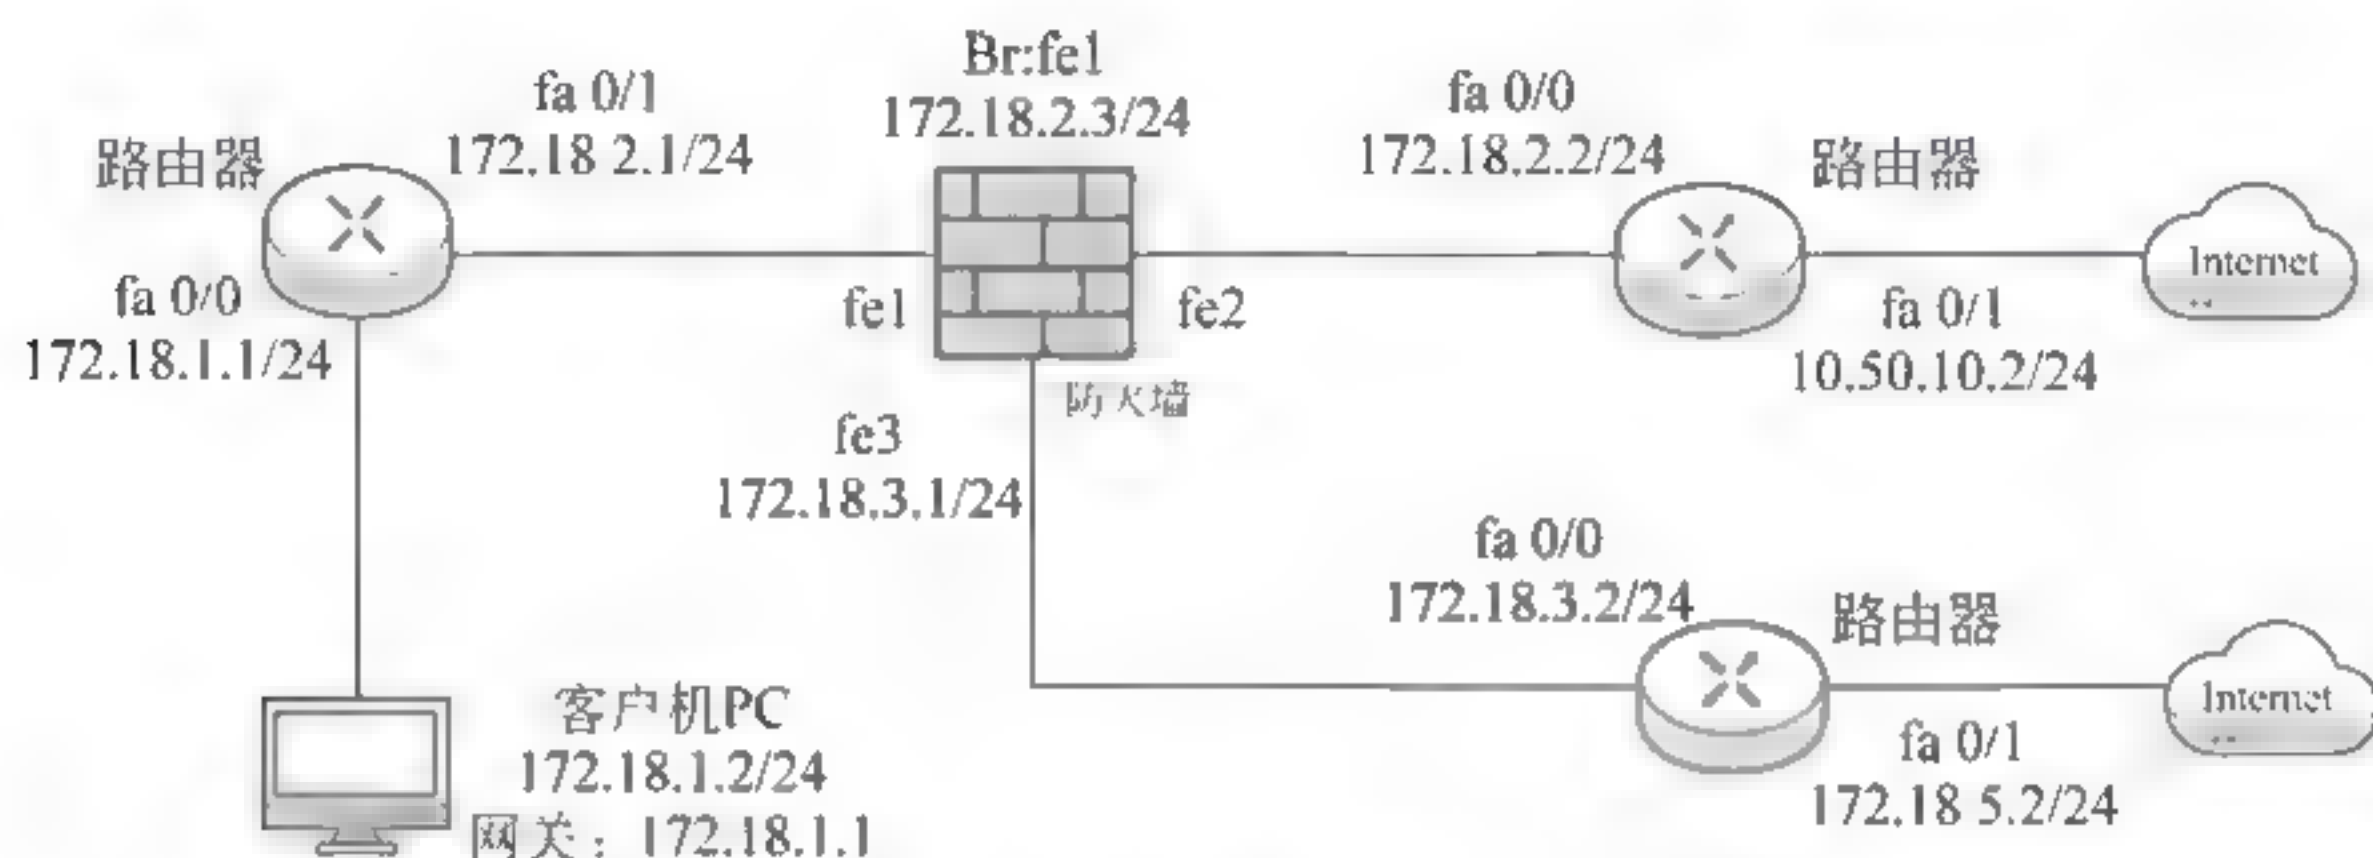 Br:fe1
172.18.2.3/24
fa 0/1
172.18 2.1/24
fa 0/0
172.18.2.2/24
路由器
路由器
Internet
fa 0/0
172.18.1.1/24
fe1
fe2
fa 0/1
10.50.10.2/24
防火墙
fe3
172.18.3.1/24
fa 0/0
172.18.3.2/24
路由器
Internet
客户机PC
172.18.1.2/24
网关：172.18.1.1
fa 0/1
172.18 5.2/24